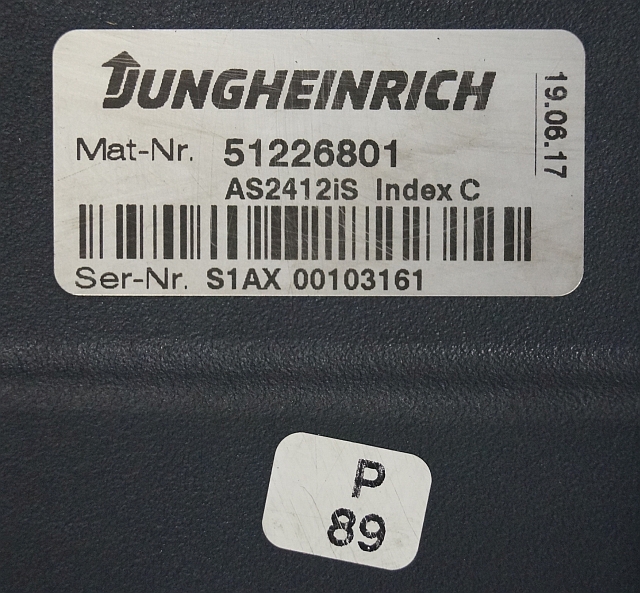 JUNGHEINRICH
19.06.17
Mat-Nr. 51226801
AS2412iS Index C
Ser-Nr. S1AX 00103161
P
89